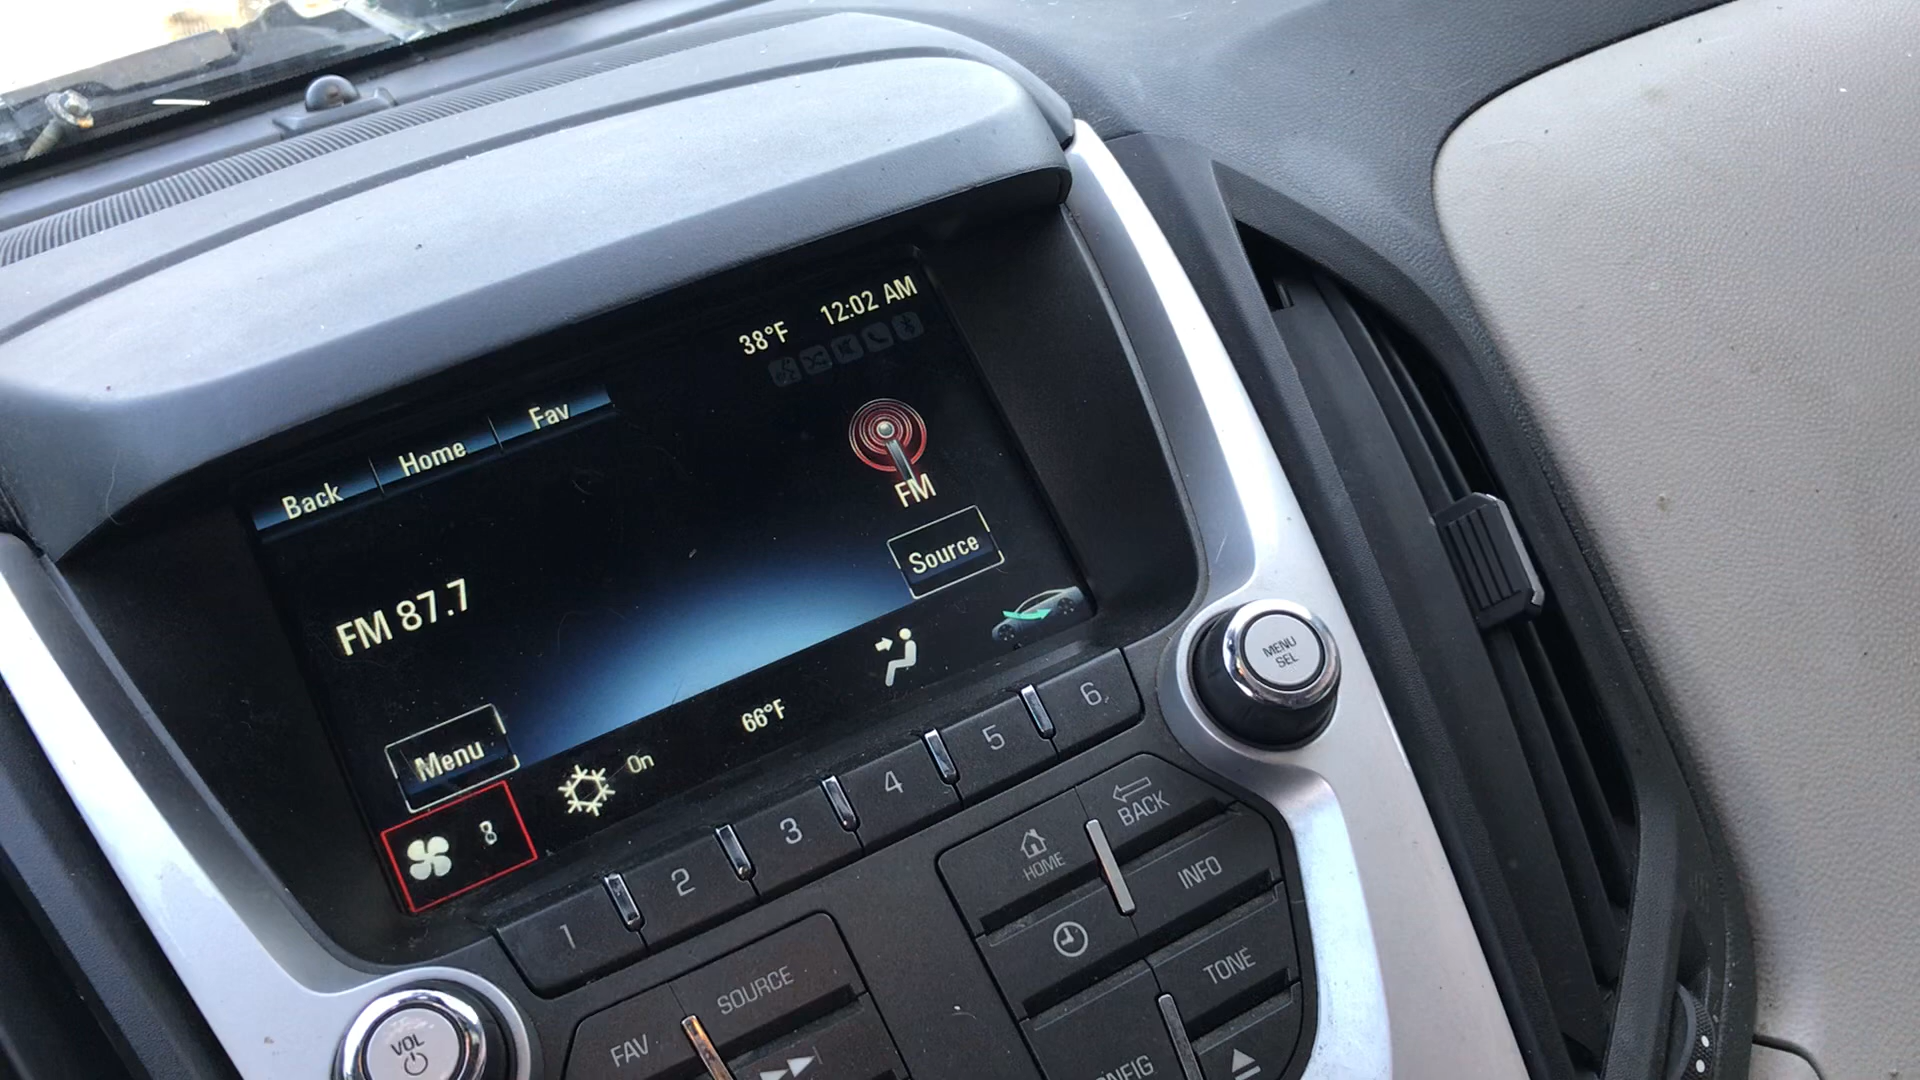 38°F 12:02 AM
Back Home Fav
FM
Source
FM 87.7
Menu
8
On
66°F
1 2 3 4 5 6
MENU
SEL
HOME
BACK
INFO
TONE
SOURCE
FAV
VOL